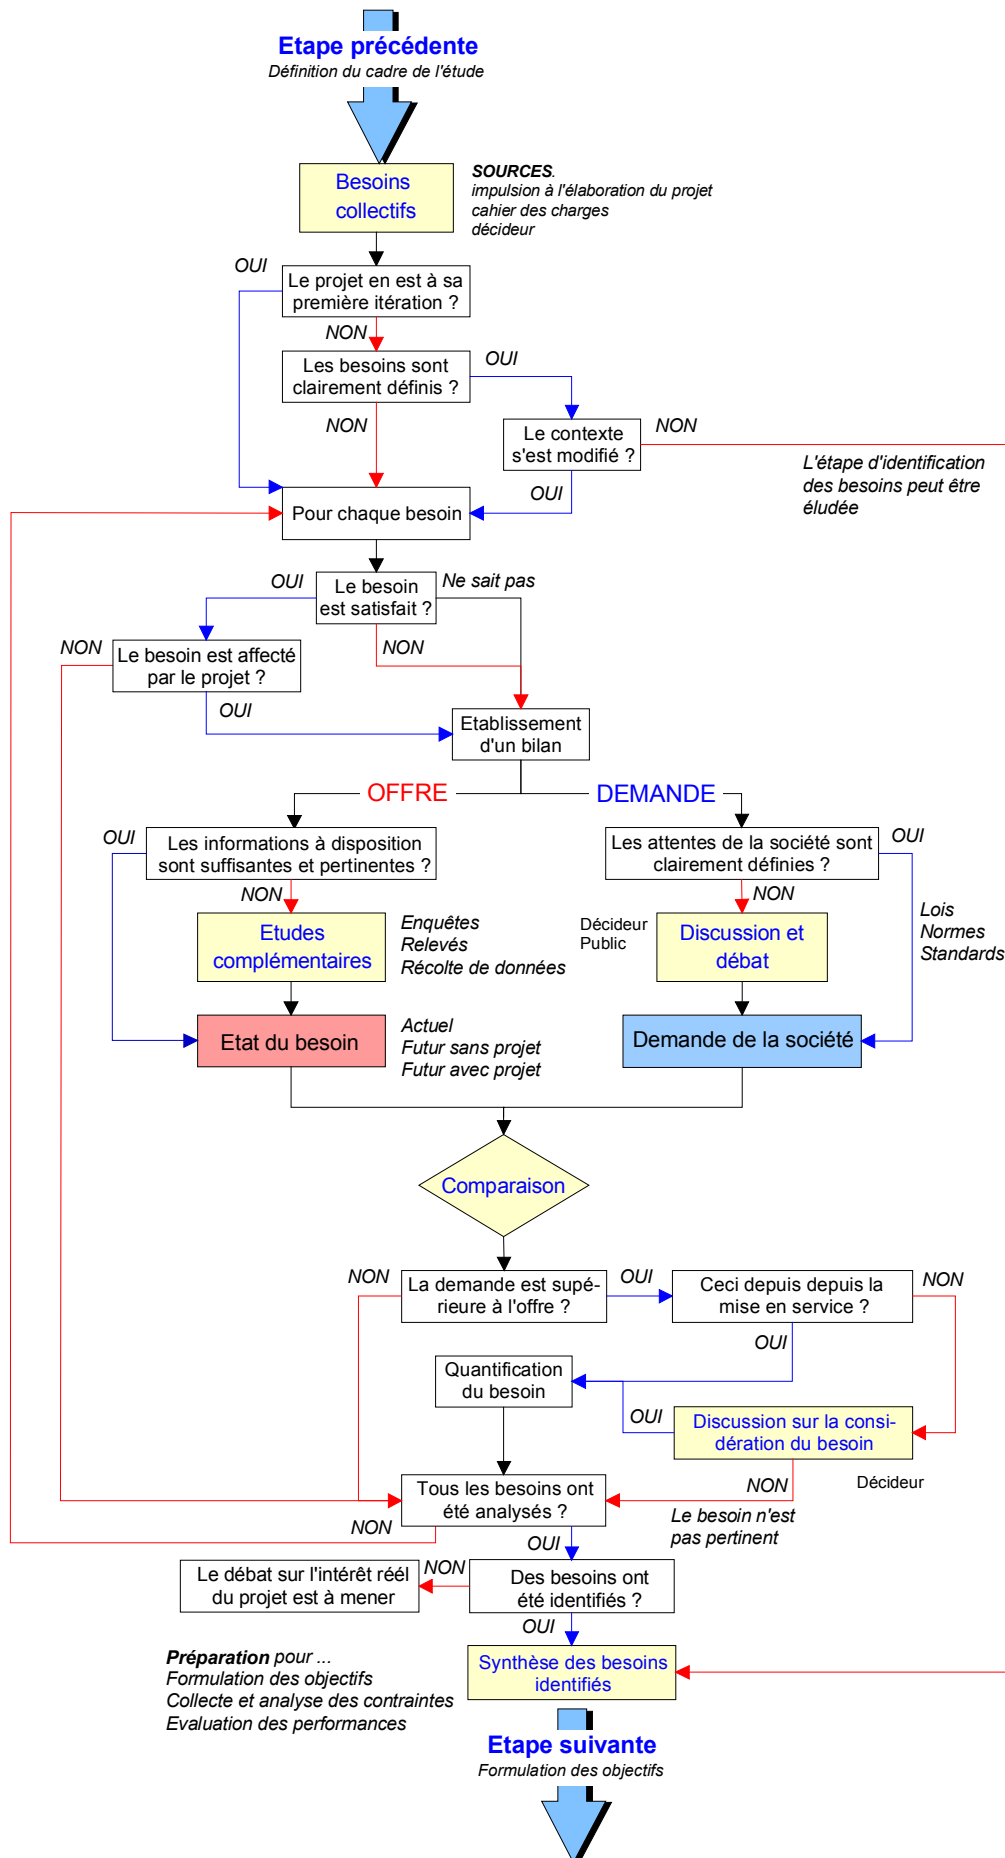 Etape précédente
Définition du cadre de l'étude
Besoins
collectifs
SOURCES.
impulsion à l'élaboration du projet
cahier des charges
décideur
OUI
Le projet en est à sa
première itération ?
NON
Les besoins sont
clairement définis ?
OUI
NON
Le contexte
s'est modifié ?
NON
L'étape d'identification
des besoins peut être
éludée
OUI
Pour chaque besoin
OUI
Le besoin
est satisfait ?
Ne sait pas
NON
NON
Le besoin est affecté
par le projet ?
OUI
Etablissement
d'un bilan
OFFRE
DEMANDE
OUI
Les informations à disposition
sont suffisantes et pertinentes ?
NON
Les attentes de la société sont
clairement définies ?
OUI
NON
Etudes
complémentaires
Enquêtes
Relevés
Récolte de données
Décideur
Public
Discussion et
débat
Lois
Normes
Standards
Etat du besoin
Actuel
Futur sans projet
Futur avec projet
Demande de la société
Comparaison
NON
La demande est supé-
rieure à l'offre ?
OUI
Ceci depuis depuis la
mise en service ?
NON
OUI
Quantification
du besoin
OUI
Discussion sur la consi-
dération du besoin
NON
Décideur
Le besoin n'est
pas pertinent
Tous les besoins ont
été analysés ?
NON
OUI
Le débat sur l'intérêt réél
du projet est à mener
NON
Des besoins ont
été identifiés ?
OUI
Préparation pour ...
Formulation des objectifs
Collecte et analyse des contraintes
Evaluation des performances
Synthèse des besoins
identifiés
Etape suivante
Formulation des objectifs